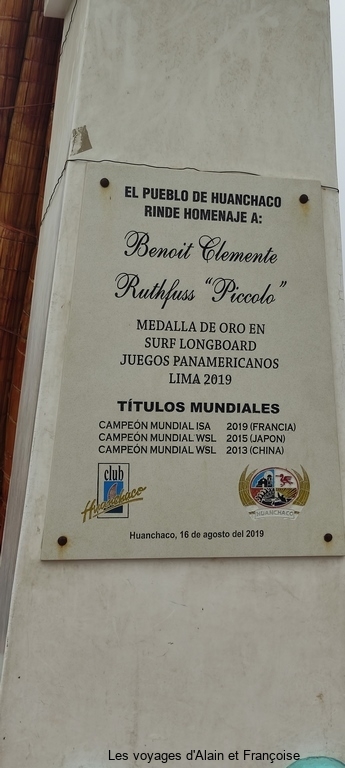 EL PUEBLO DE HUANCHACO
RINDE HOMENAJE A:
Benoit Clemente
Ruthfuss "Piccolo"
MEDALLA DE ORO EN
SURF LONGBOARD
JUEGOS PANAMERICANOS
LIMA 2019
TÍTULOS MUNDIALES
CAMPEÓN MUNDIAL ISA 2019 (FRANCIA)
CAMPEÓN MUNDIAL WSL 2015 (JAPON)
CAMPEÓN MUNDIAL WSL 2013 (CHINA)
club
Huanchaco
HUANCHACO
Huanchaco, 16 de agosto del 2019
Les voyages d'Alain et Françoise